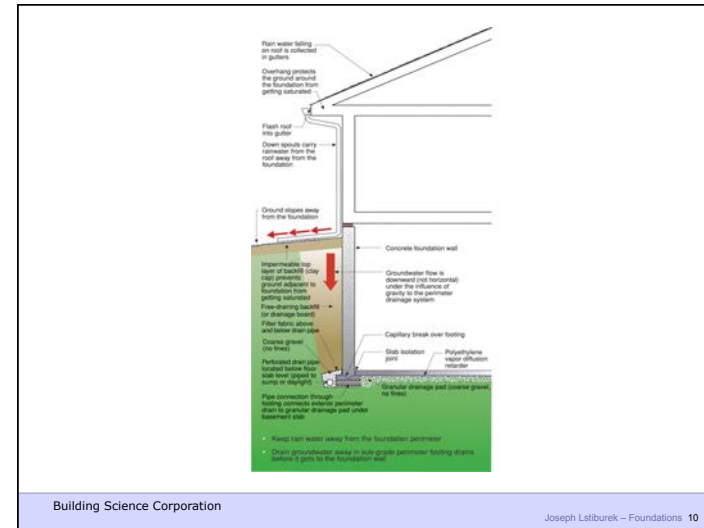 Rain water falling
on roof is collected
in gutters
Overhang protects
the ground around
the foundation from
getting saturated
Flash roof
into gutter
Down spouts carry
rainwater from the
roof away from the
foundation
Ground slopes away
from the foundation
Impermeable top
layer of backfill (clay
cap) prevents
ground adjacent to
foundation from
getting saturated
Free-draining backfill
(or drainage board)
Filter fabric above
and below drain pipe
Coarse gravel
(no fines)
Perforated drain pipe
located below floor
slab level (piped to
sump or daylight)
Pipe connection through
footing connects exterior perimeter
drain to granular drainage pad under
basement slab
Concrete foundation wall
Groundwater flow is
downward (not horizontal)
under the influence of
gravity to the perimeter
drainage system
Capillary break over footing
Slab isolation
joint
Polyethylene
vapor diffusion
retarder
Granular drainage pad (coarse gravel,
no fines)
• Keep rain water away from the foundation perimeter
• Drain groundwater away in sub-grade perimeter footing drains
before it gets to the foundation wall
Building Science Corporation
Joseph Lstiburek – Foundations 10